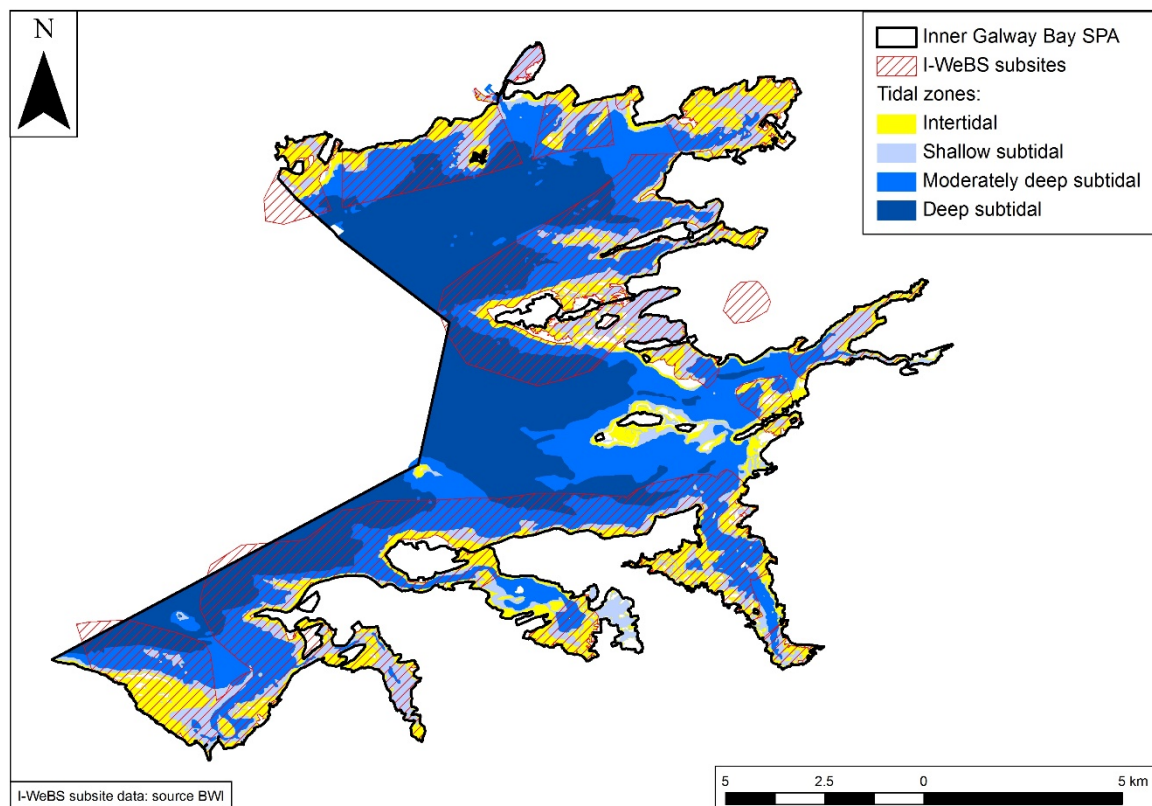 N
Inner Galway Bay SPA
I-WeBS subsites
Tidal zones:
Intertidal
Shallow subtidal
Moderately deep subtidal
Deep subtidal
I-WeBS subsite data: source BWI
5 2.5 0 5 km